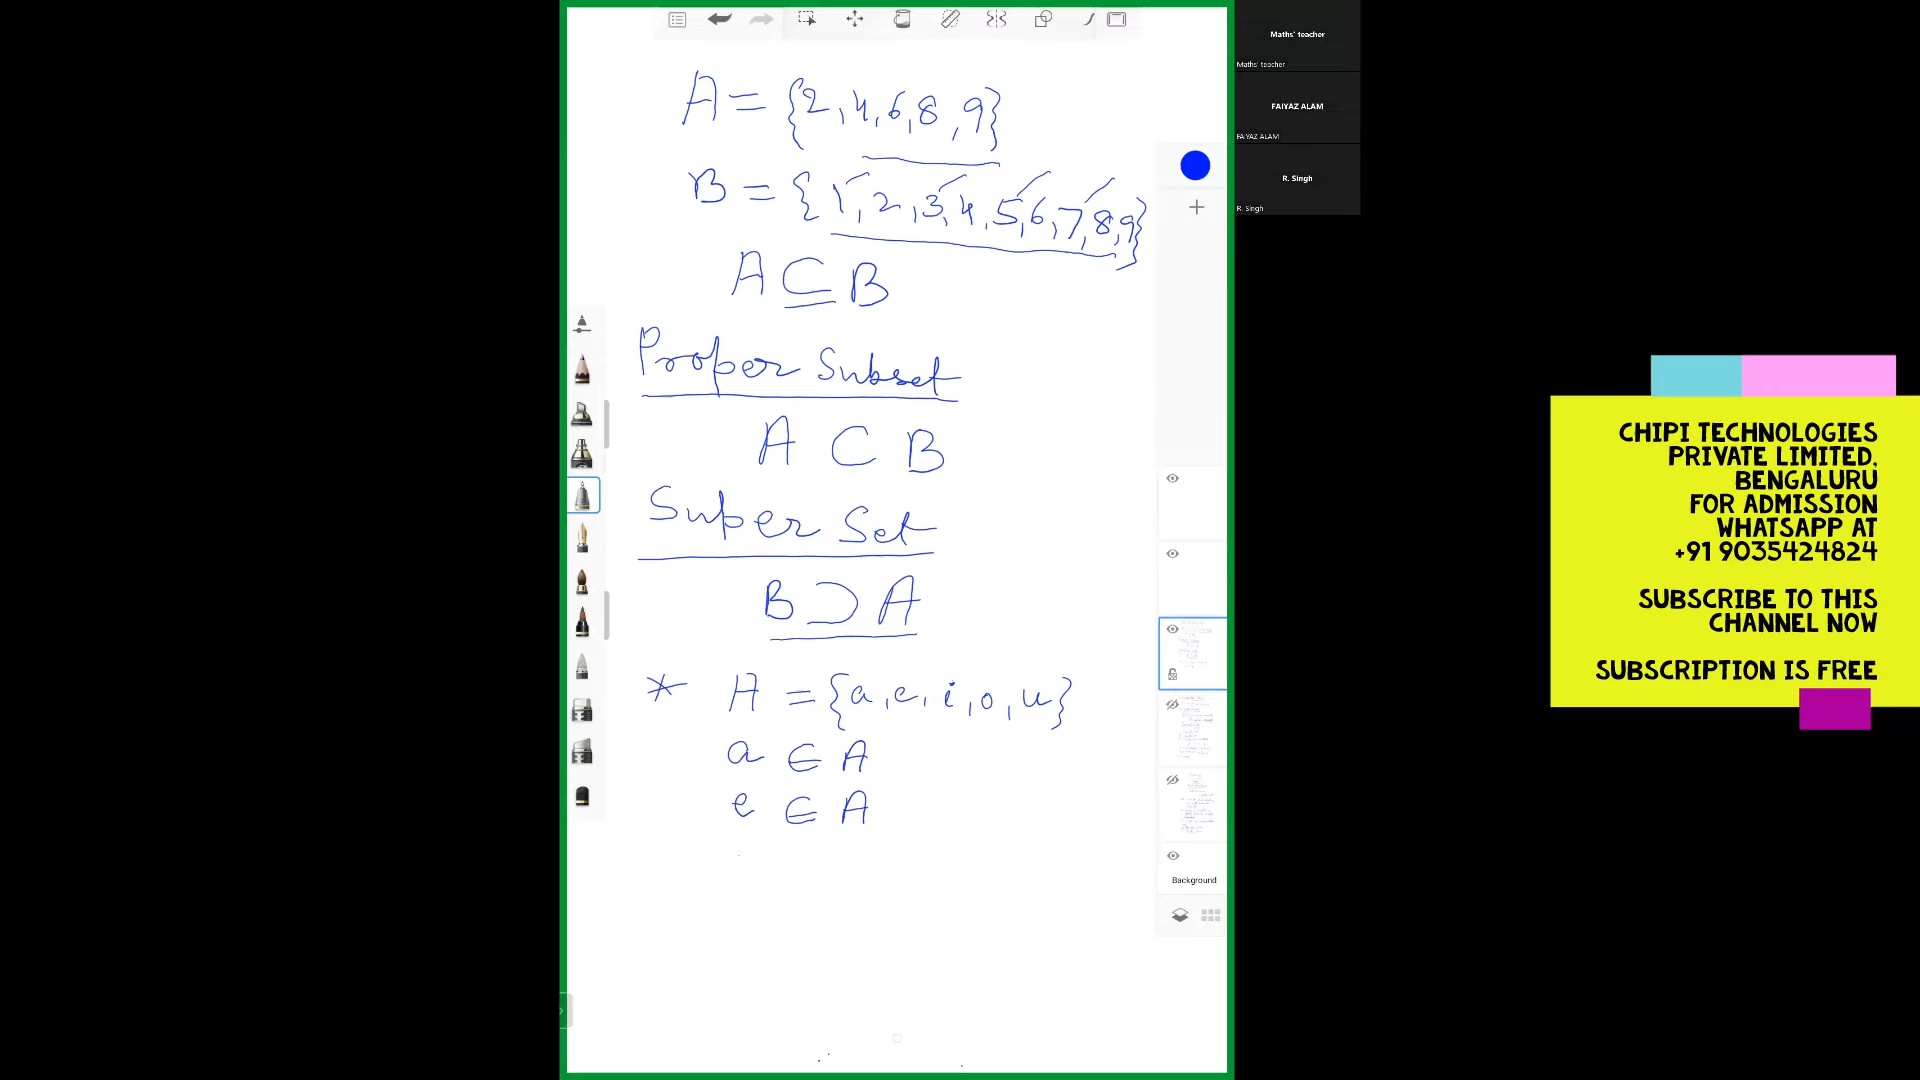 A = {2, 4, 6, 8, 9}
B = {1, 2, 3, 4, 5, 6, 7, 8, 9}
A ⊆ B
Proper Subset
A ⊂ B
Super Set
B ⊃ A
* A = {a, e, i, o, u}
a ∈ A
e ∈ A
Background
Maths' teacher
Maths' teacher
FAIYAZ ALAM
FAIYAZ ALAM
R. Singh
R. Singh
CHIPI TECHNOLOGIES
PRIVATE LIMITED,
BENGALURU
FOR ADMISSION
WHATSAPP AT
+91 9035424824
SUBSCRIBE TO THIS
CHANNEL NOW
SUBSCRIPTION IS FREE